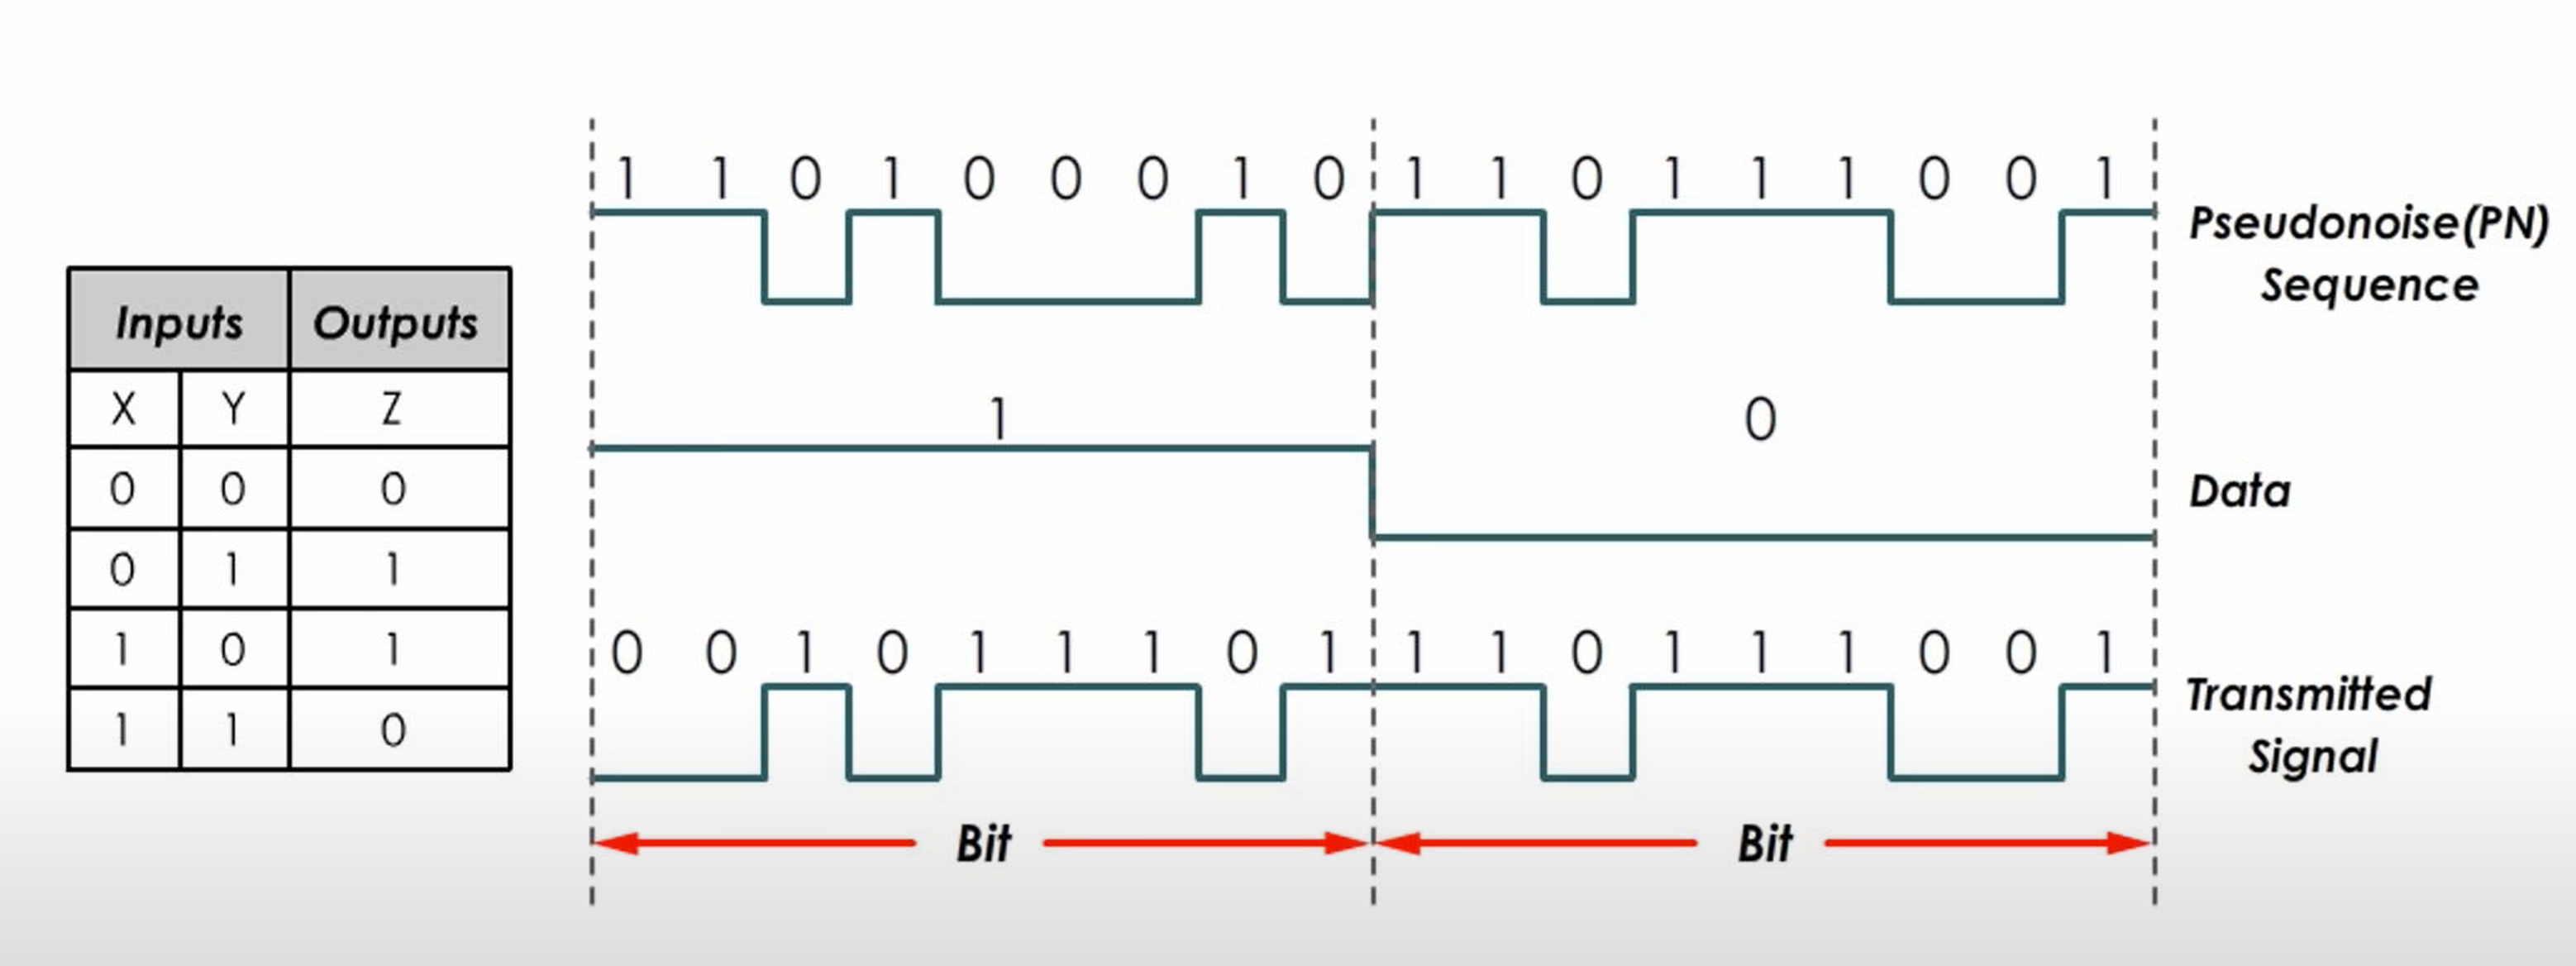 Inputs Outputs
X Y Z
0 0 0
0 1 1
1 0 1
1 1 0
1 1 0 1 0 0 0 1 0 1 1 0 1 1 1 0 0 1
Pseudonoise(PN)
Sequence
1 0
Data
0 0 1 0 1 1 1 0 1 1 1 0 1 1 1 0 0 1
Transmitted
Signal
Bit Bit